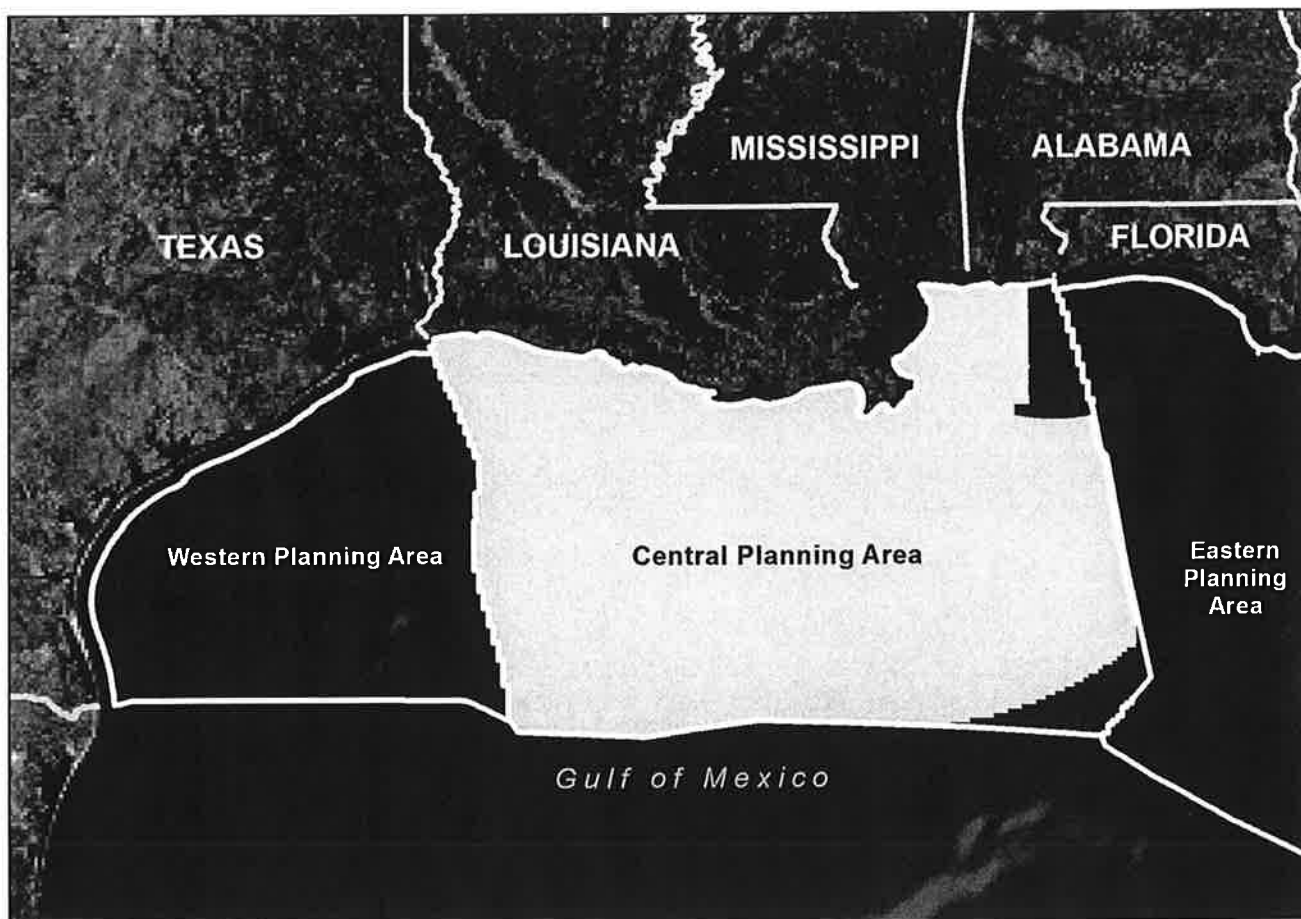 MISSISSIPPI
ALABAMA
TEXAS
LOUISIANA
FLORIDA
Western Planning Area
Central Planning Area
Eastern
Planning
Area
Gulf of Mexico